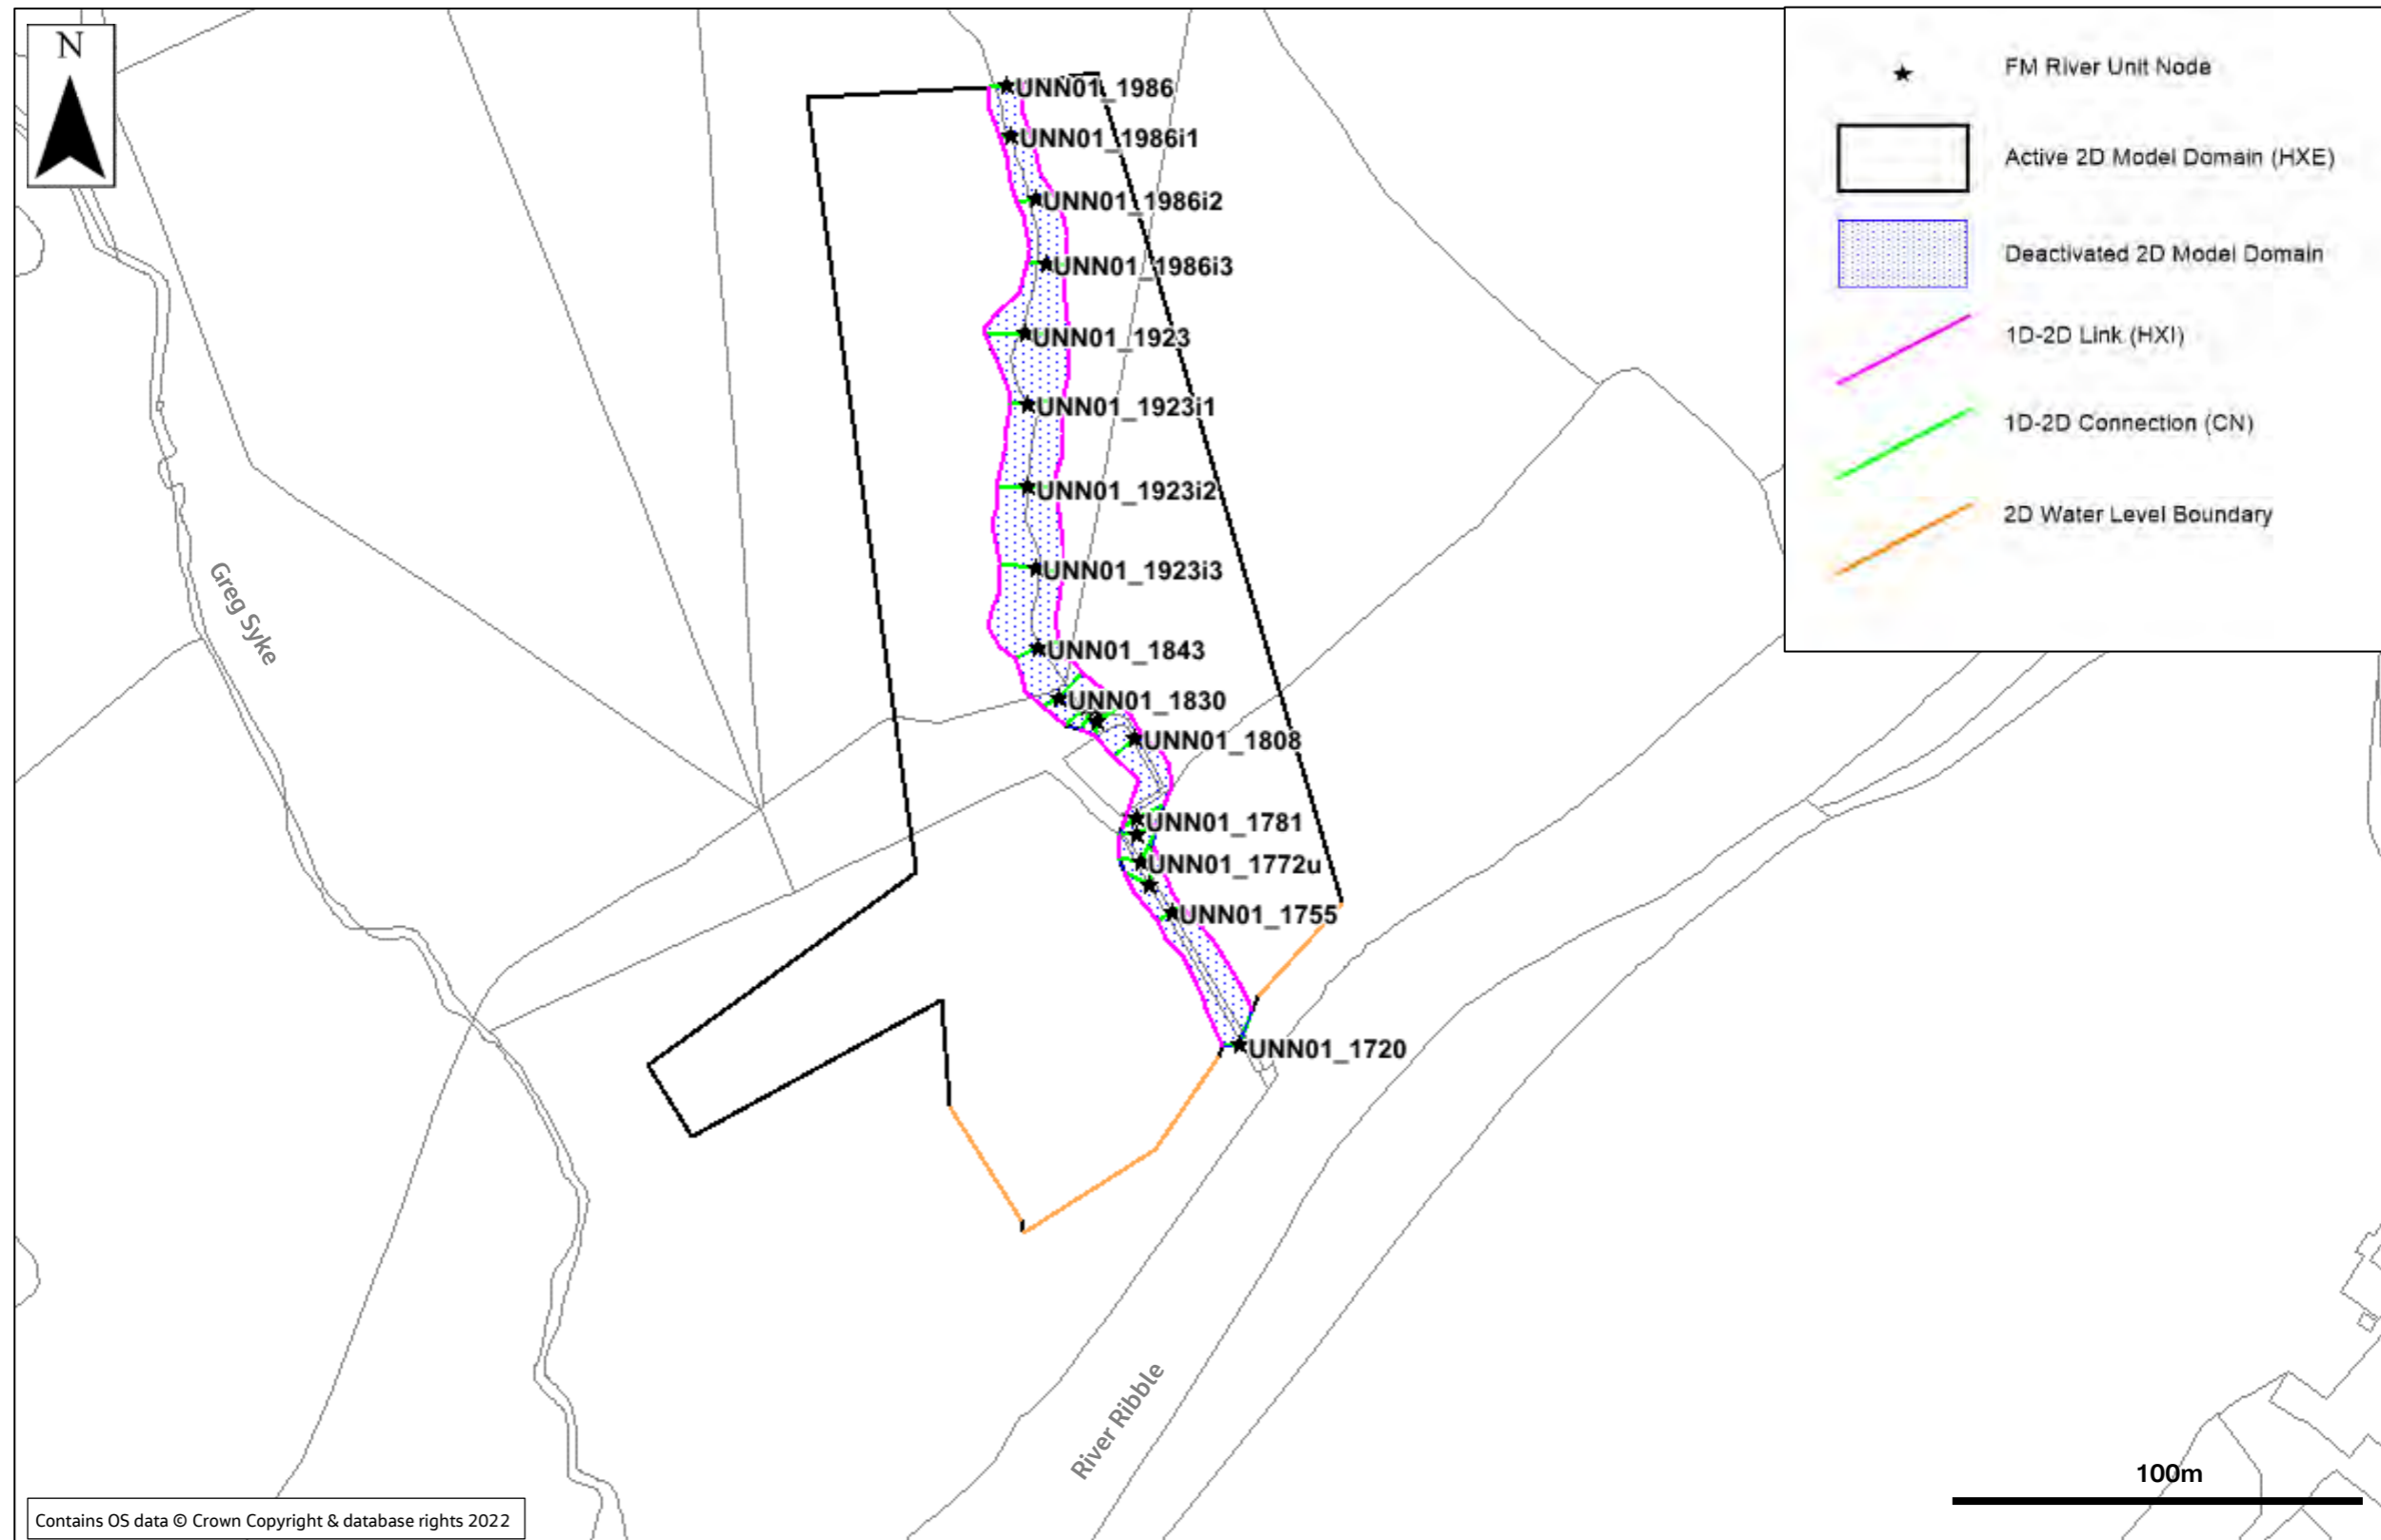 N
UNN01_1986
UNN01_1986i1
UNN01_1986i2
UNN01_1986i3
UNN01_1923
UNN01_1923i1
UNN01_1923i2
UNN01_1923i3
UNN01_1843
UNN01_1830
UNN01_1808
UNN01_1781
UNN01_1772u
UNN01_1755
UNN01_1720
Greg Syke
River Ribble
FM River Unit Node
Active 2D Model Domain (HXE)
Deactivated 2D Model Domain
1D-2D Link (HXI)
1D-2D Connection (CN)
2D Water Level Boundary
100m
Contains OS data © Crown Copyright & database rights 2022